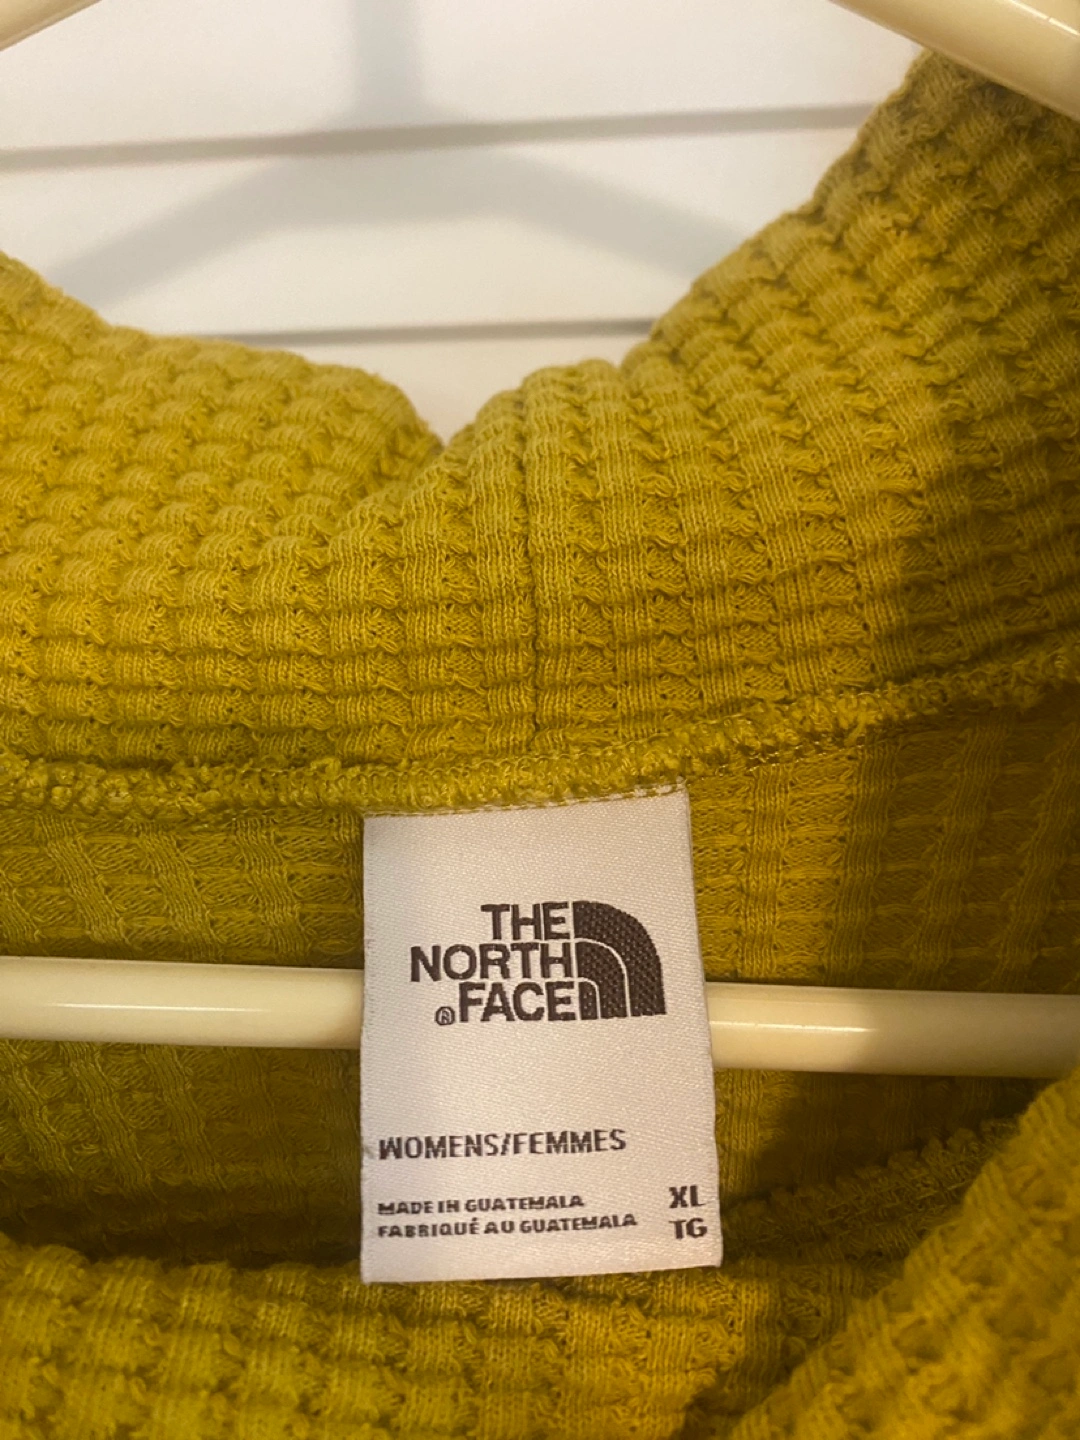 THE
NORTH
®FACE
WOMENS/FEMMES
MADE IN GUATEMALA XL
FABRIQUÉ AU GUATEMALA TG